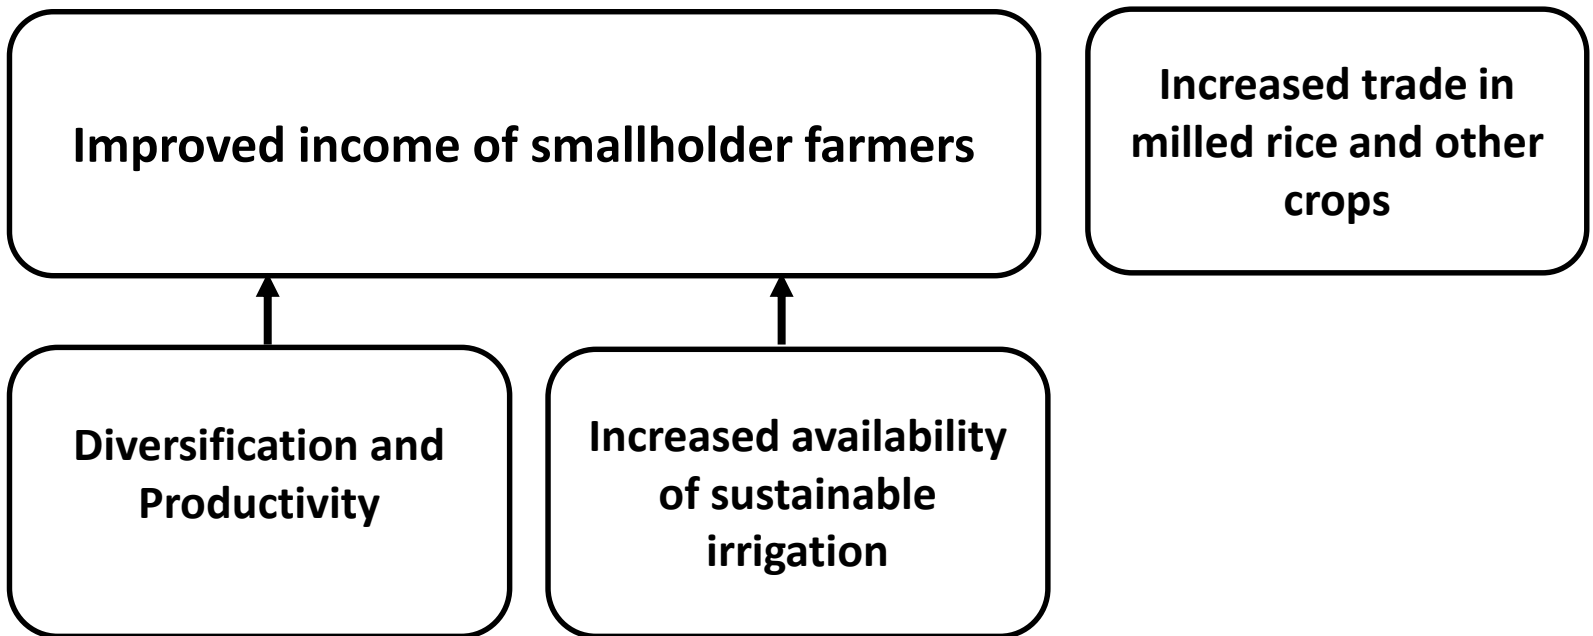 Improved income of smallholder farmers
Increased trade in
milled rice and other
crops
Diversification and
Productivity
Increased availability
of sustainable
irrigation